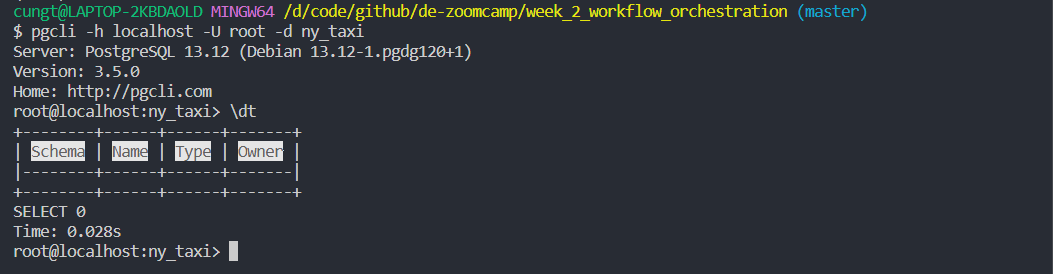 cungt@LAPTOP-2KBDAOLD MINGW64 /d/code/github/de-zoomcamp/week_2_workflow_orchestration (master)
$ pgcli -h localhost -U root -d ny_taxi
Server: PostgreSQL 13.12 (Debian 13.12-1.pgdg120+1)
Version: 3.5.0
Home: http://pgcli.com
root@localhost:ny_taxi> \dt
+--------+------+------+-------+
| Schema | Name | Type | Owner |
|--------+------+------+-------|
+--------+------+------+-------+
SELECT 0
Time: 0.028s
root@localhost:ny_taxi>